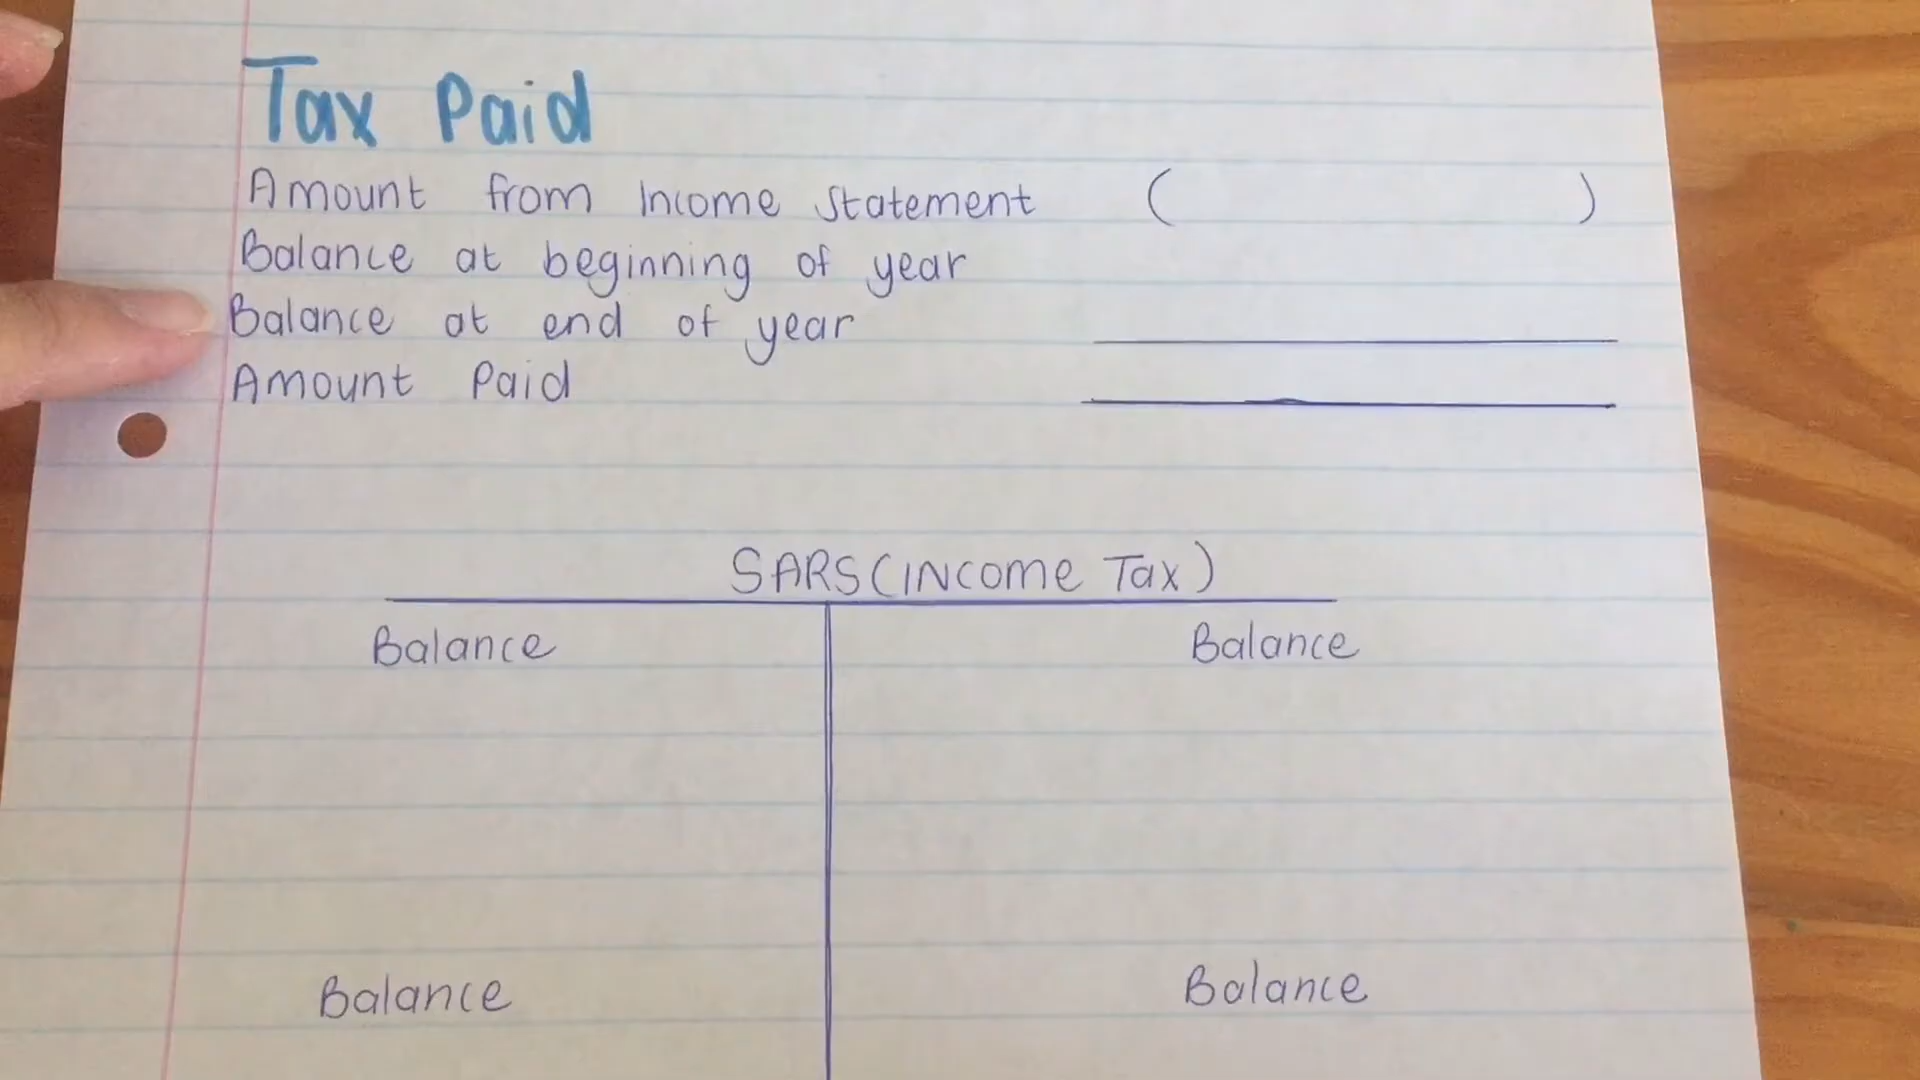 Tax Paid
Amount from Income Statement ( )
Balance at beginning of year
Balance at end of year
Amount Paid
SARS (Income Tax)
Balance Balance
Balance Balance